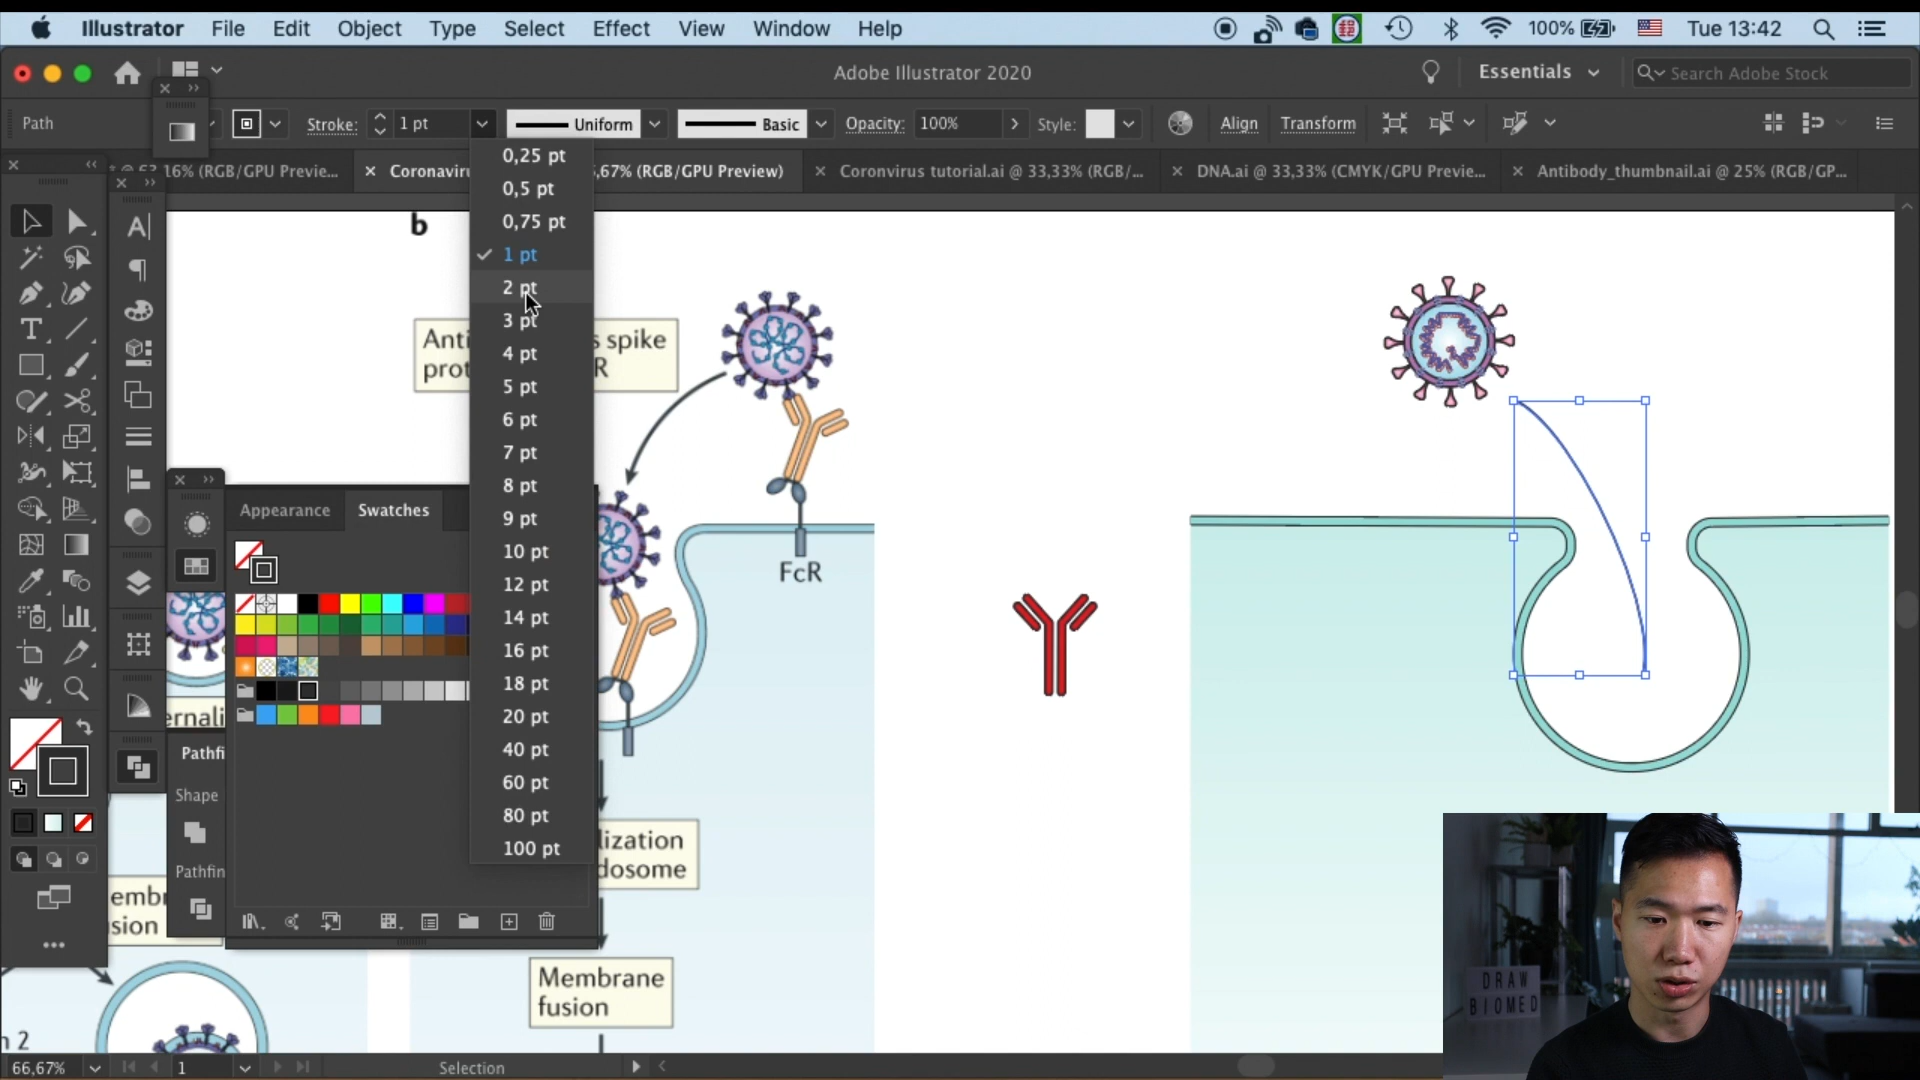 Illustrator File Edit Object Type Select Effect View Window Help 100% Tue 13:42
Adobe Illustrator 2020 Essentials Search Adobe Stock
Path Stroke: 1 pt Uniform Basic Opacity: 100% Style: Align Transform
63,16% (RGB/GPU Previe... Coronaviru 6,67% (RGB/GPU Preview) Coronvirus tutorial.ai @ 33,33% (RGB/... DNA.ai @ 33,33% (CMYK/GPU Previe... Antibody_thumbnail.ai @ 25% (RGB/GP...
0,25 pt
0,5 pt
0,75 pt
1 pt
2 pt
3 pt
4 pt
5 pt
6 pt
7 pt
8 pt
9 pt
10 pt
12 pt
14 pt
16 pt
18 pt
20 pt
40 pt
60 pt
80 pt
100 pt
b
Anti s spike
prot R
Appearance Swatches
FcR
ernali
Pathfi
Shape
Pathfin
lization
dosome
emb
sion
Membrane
fusion
n 2
DRAW
BIOMED
66,67% 1 Selection